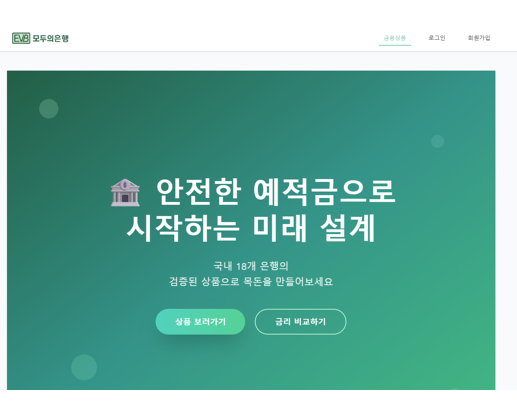 EVB 모두의은행
금융상품 로그인 회원가입
안전한 예적금으로
시작하는 미래 설계
국내 18개 은행의
검증된 상품으로 목돈을 만들어보세요
상품 보러가기 금리 비교하기